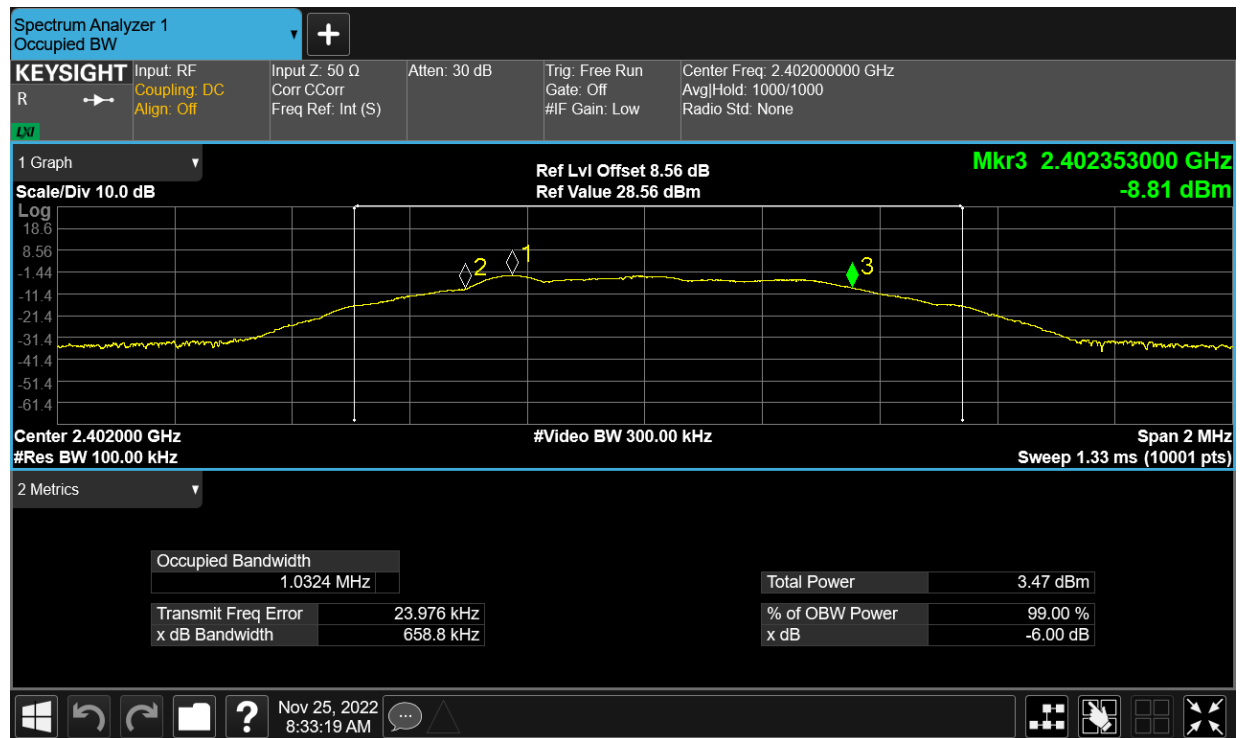 Spectrum Analyzer 1
Occupied BW
KEYSIGHT
R
LXI
Input: RF
Coupling: DC
Align: Off
Input Z: 50 Ω
Corr CCorr
Freq Ref: Int (S)
Atten: 30 dB
Trig: Free Run
Gate: Off
#IF Gain: Low
Center Freq: 2.402000000 GHz
Avg|Hold: 1000/1000
Radio Std: None
1 Graph
Scale/Div 10.0 dB
Ref Lvl Offset 8.56 dB
Ref Value 28.56 dBm
Mkr3 2.402353000 GHz
-8.81 dBm
Log
18.6
8.56
-1.44
-11.4
-21.4
-31.4
-41.4
-51.4
-61.4
2
1
3
Center 2.402000 GHz
#Res BW 100.00 kHz
#Video BW 300.00 kHz
Span 2 MHz
Sweep 1.33 ms (10001 pts)
2 Metrics
Occupied Bandwidth
1.0324 MHz
Transmit Freq Error 23.976 kHz
x dB Bandwidth 658.8 kHz
Total Power 3.47 dBm
% of OBW Power 99.00 %
x dB -6.00 dB
?
Nov 25, 2022
8:33:19 AM